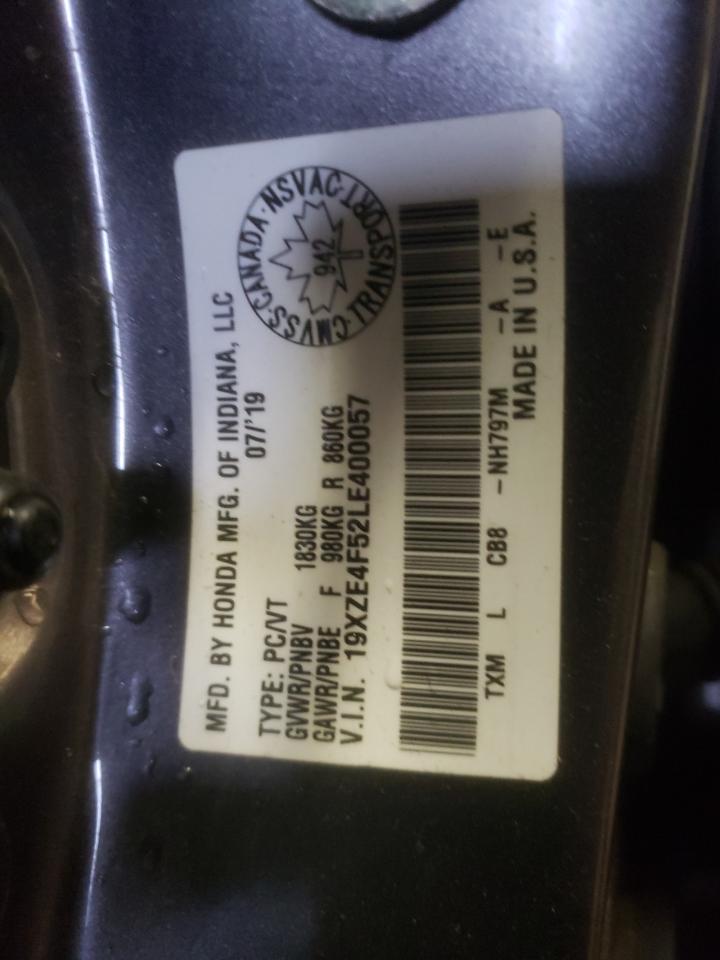 MFD. BY HONDA MFG. OF INDIANA, LLC
07/'19
TYPE: PC/VT
GVWR/PNBV 1830KG
GAWR/PNBE F 980KG R 860KG
V.I.N. 19XZE4F52LE400057
CMVSS·CANADA·NSVAC·TRANSPORT·
942
TXM L CB8 -NH797M -A -E
MADE IN U.S.A.